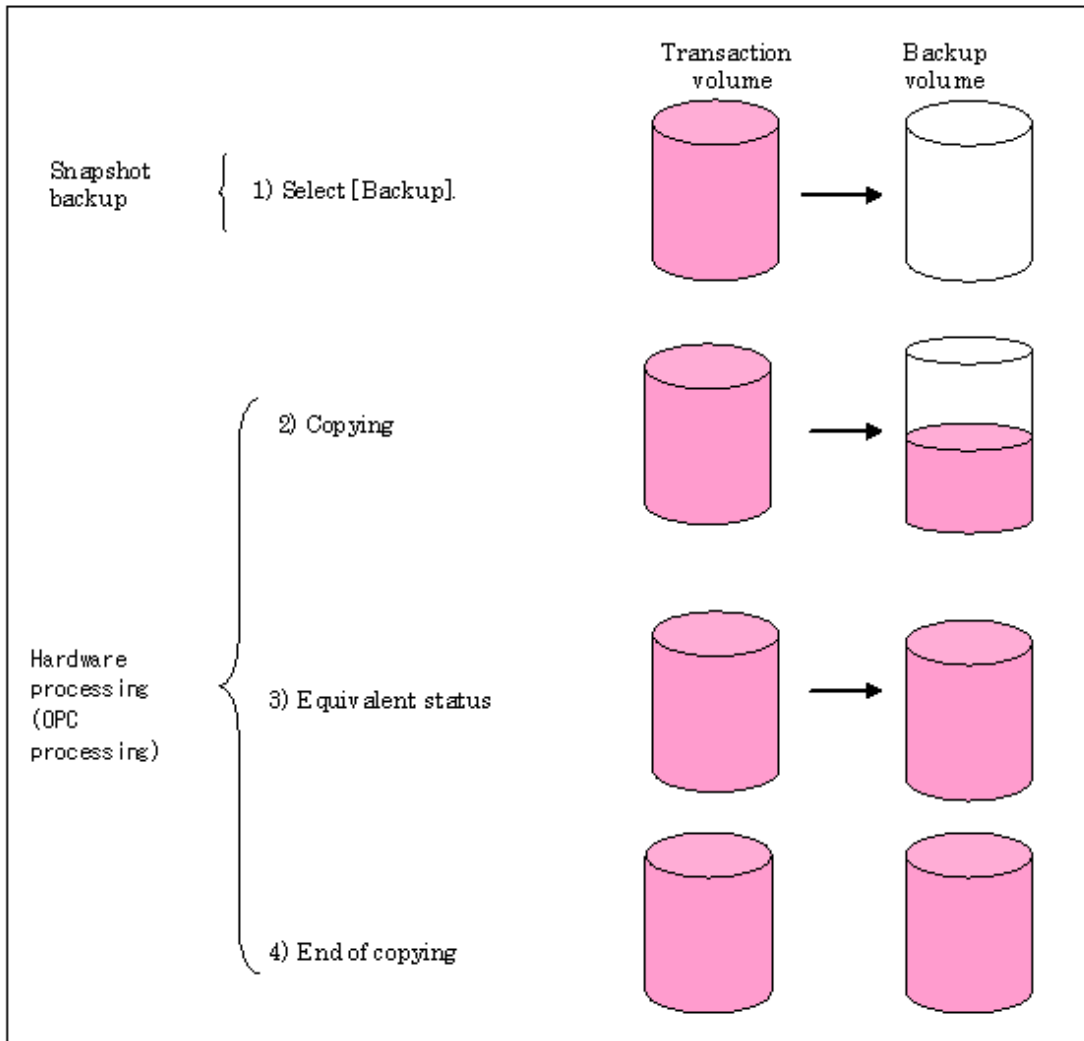 Transaction
volume
Backup
volume
Snapshot
backup
1) Select [Backup].
2) Copying
Hardware
processing
(OPC
processing)
3) Equivalent status
4) End of copying